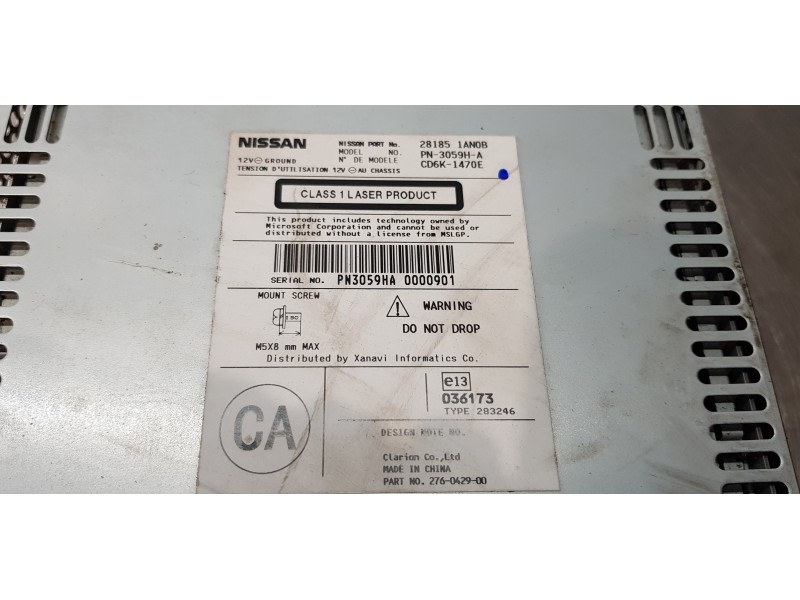 NISSAN NISSAN PART No. 28185 1AN0B
MODEL NO. PN-3059H-A
12V ⊖ GROUND N° DE MODELE CD6K-1470E
TENSION D'UTILISATION 12V ⊖ AU CHASSIS
CLASS 1 LASER PRODUCT
This product includes technology owned by
Microsoft Corporation and cannot be used or
distributed without a license from MSLGP.
SERIAL NO. PN3059HA 0000901
MOUNT SCREW
M5X8 mm MAX
WARNING
DO NOT DROP
Distributed by Xanavi Informatics Co.
CA
e13
036173
TYPE 283246
DESIGN NOTE NO.
Clarion Co.,Ltd
MADE IN CHINA
PART NO. 276-0429-00